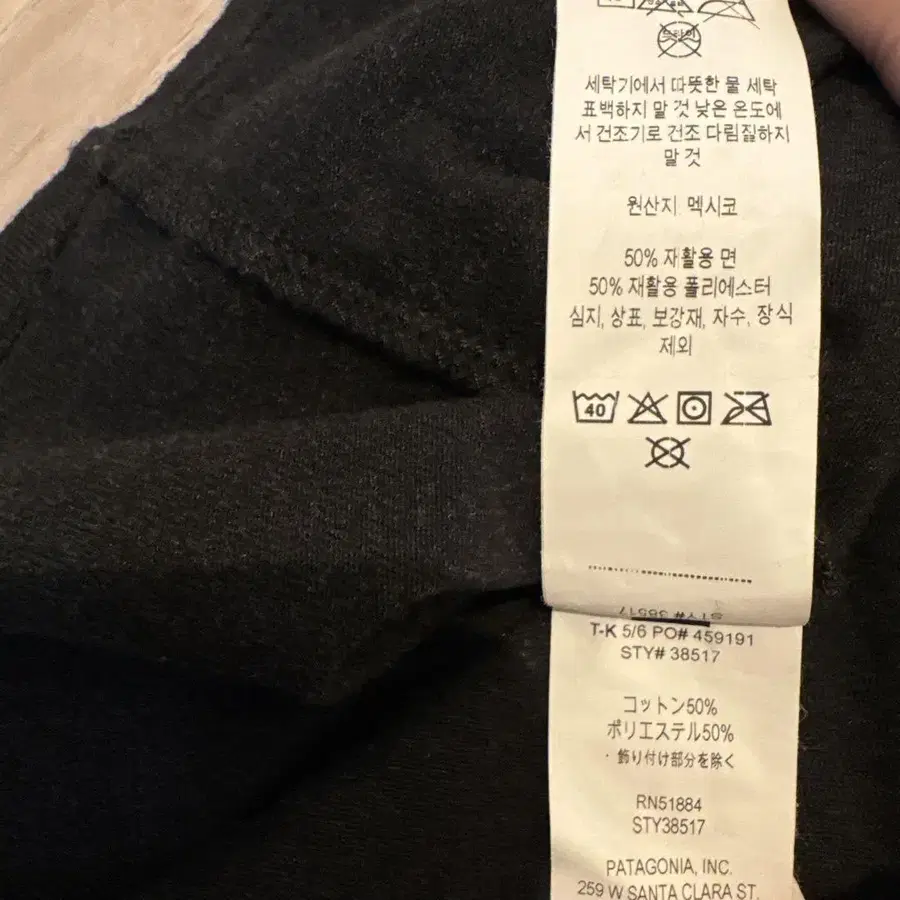 세탁기에서 따뜻한 물 세탁
표백하지 말 것 낮은 온도에
서 건조기로 건조 다림질하지
말 것
원산지 멕시코
50% 재활용 면
50% 재활용 폴리에스터
심지, 상표, 보강재, 자수, 장식
제외
40
STY# 38517
T-K 5/6 PO# 459191
STY# 38517
コットン50%
ポリエステル50%
・飾り付け部分を除く
RN51884
STY38517
PATAGONIA, INC.
259 W SANTA CLARA ST.